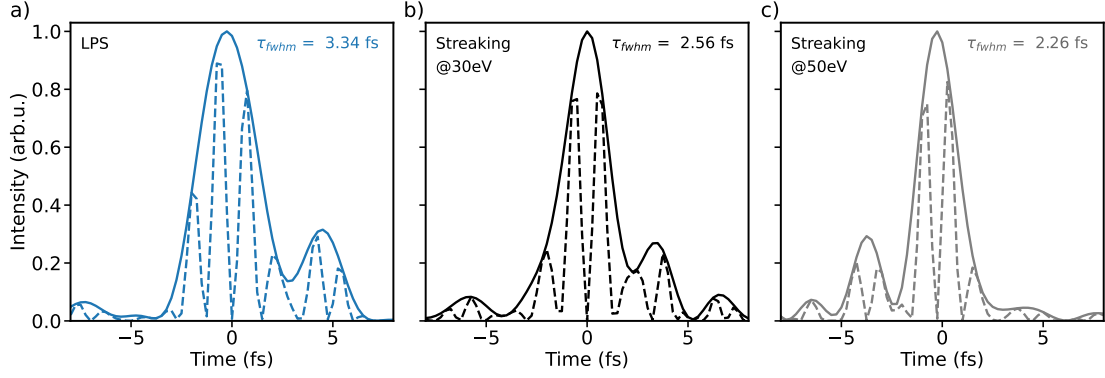 a)
b)
c)
LPS
τfwhm = 3.34 fs
Streaking
@30eV
τfwhm = 2.56 fs
Streaking
@50eV
τfwhm = 2.26 fs
Intensity (arb.u.)
1.0
0.8
0.6
0.4
0.2
0.0
−5 0 5
−5 0 5
−5 0 5
Time (fs)
Time (fs)
Time (fs)